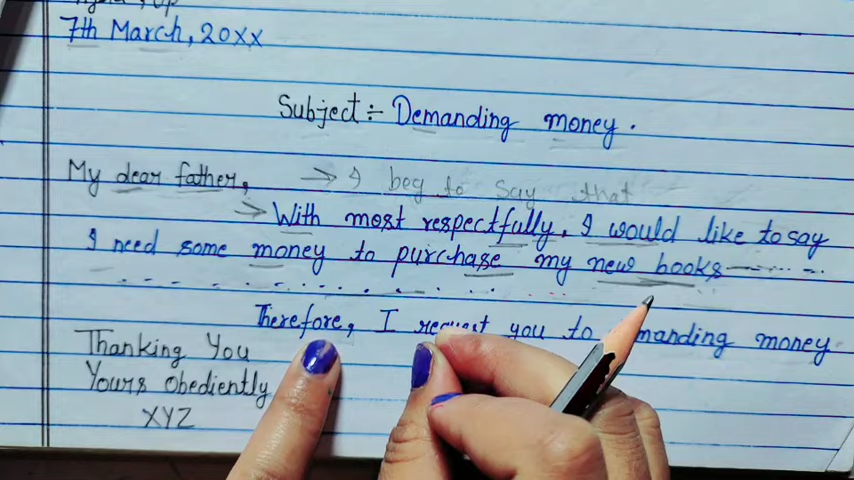 7th March, 20xx
Subject:- Demanding money.
My dear father, → I beg to say that
→ With most respectfully, I would like to say
I need some money to purchase my new books
Therefore, I request you to manding money
Thanking You
Yours Obediently
XYZ